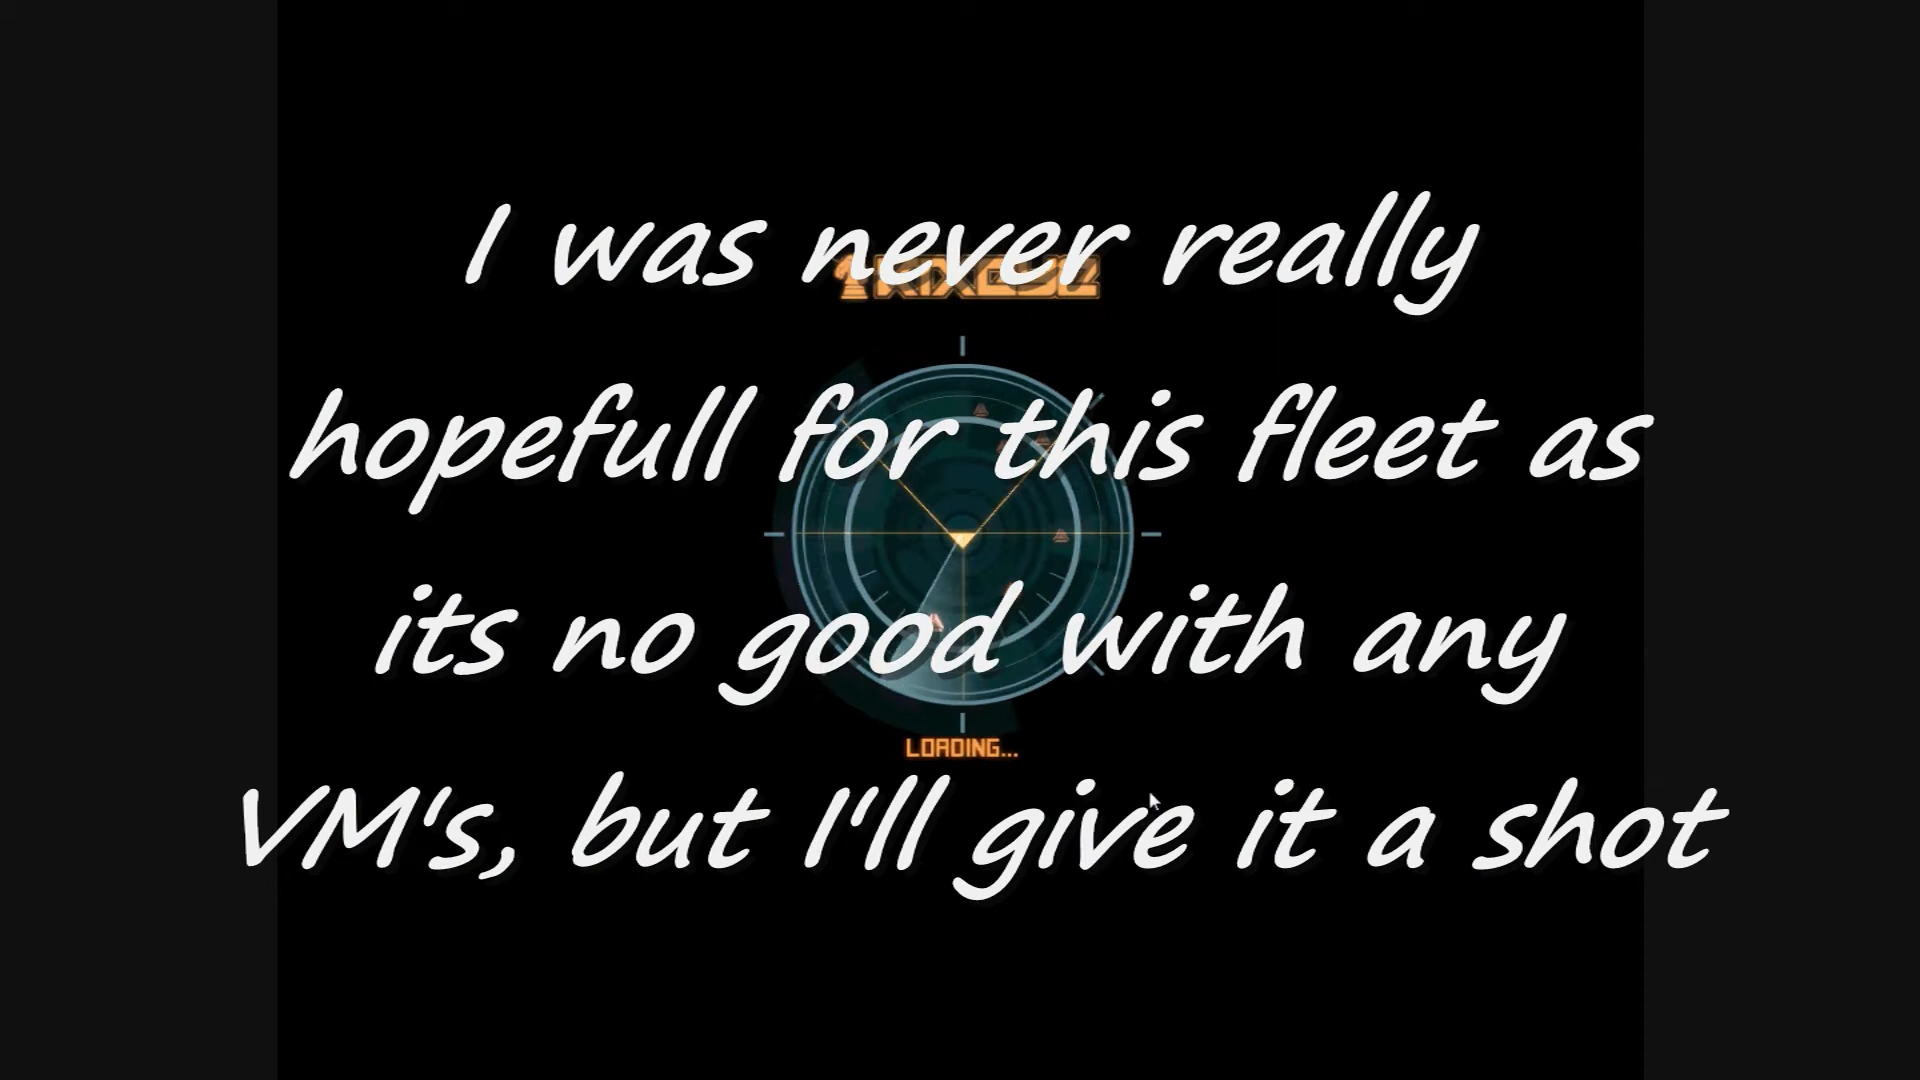 I was never really
KIXEYE
hopefull for this fleet as
its no good with any
LOADING...
VM's, but I'll give it a shot